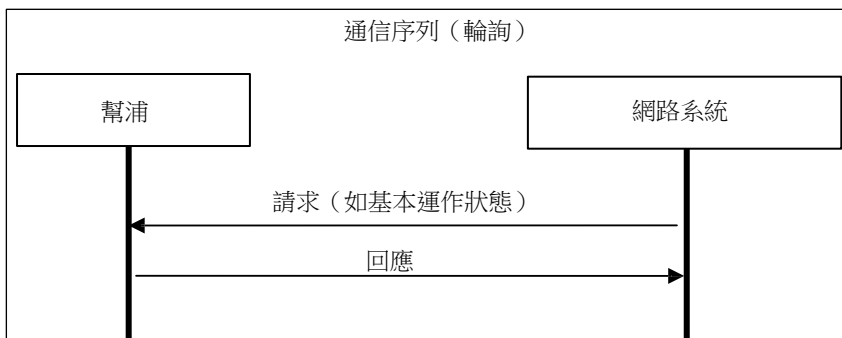 通信序列（輪詢）
幫浦
網路系統
請求（如基本運作狀態）
回應